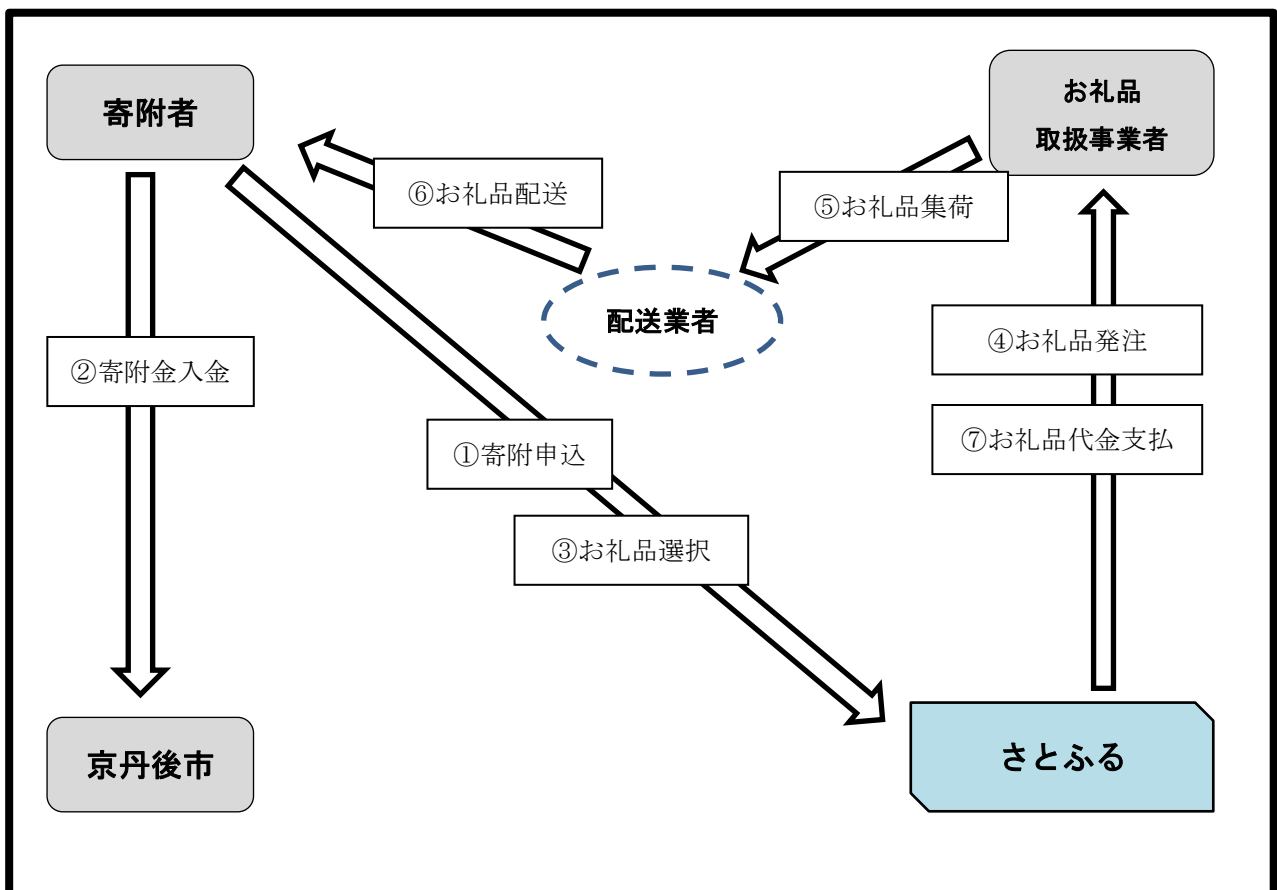 寄附者
お礼品
取扱事業者
⑥お礼品配送
⑤お礼品集荷
配送業者
②寄附金入金
④お礼品発注
⑦お礼品代金支払
①寄附申込
③お礼品選択
京丹後市
さとふる